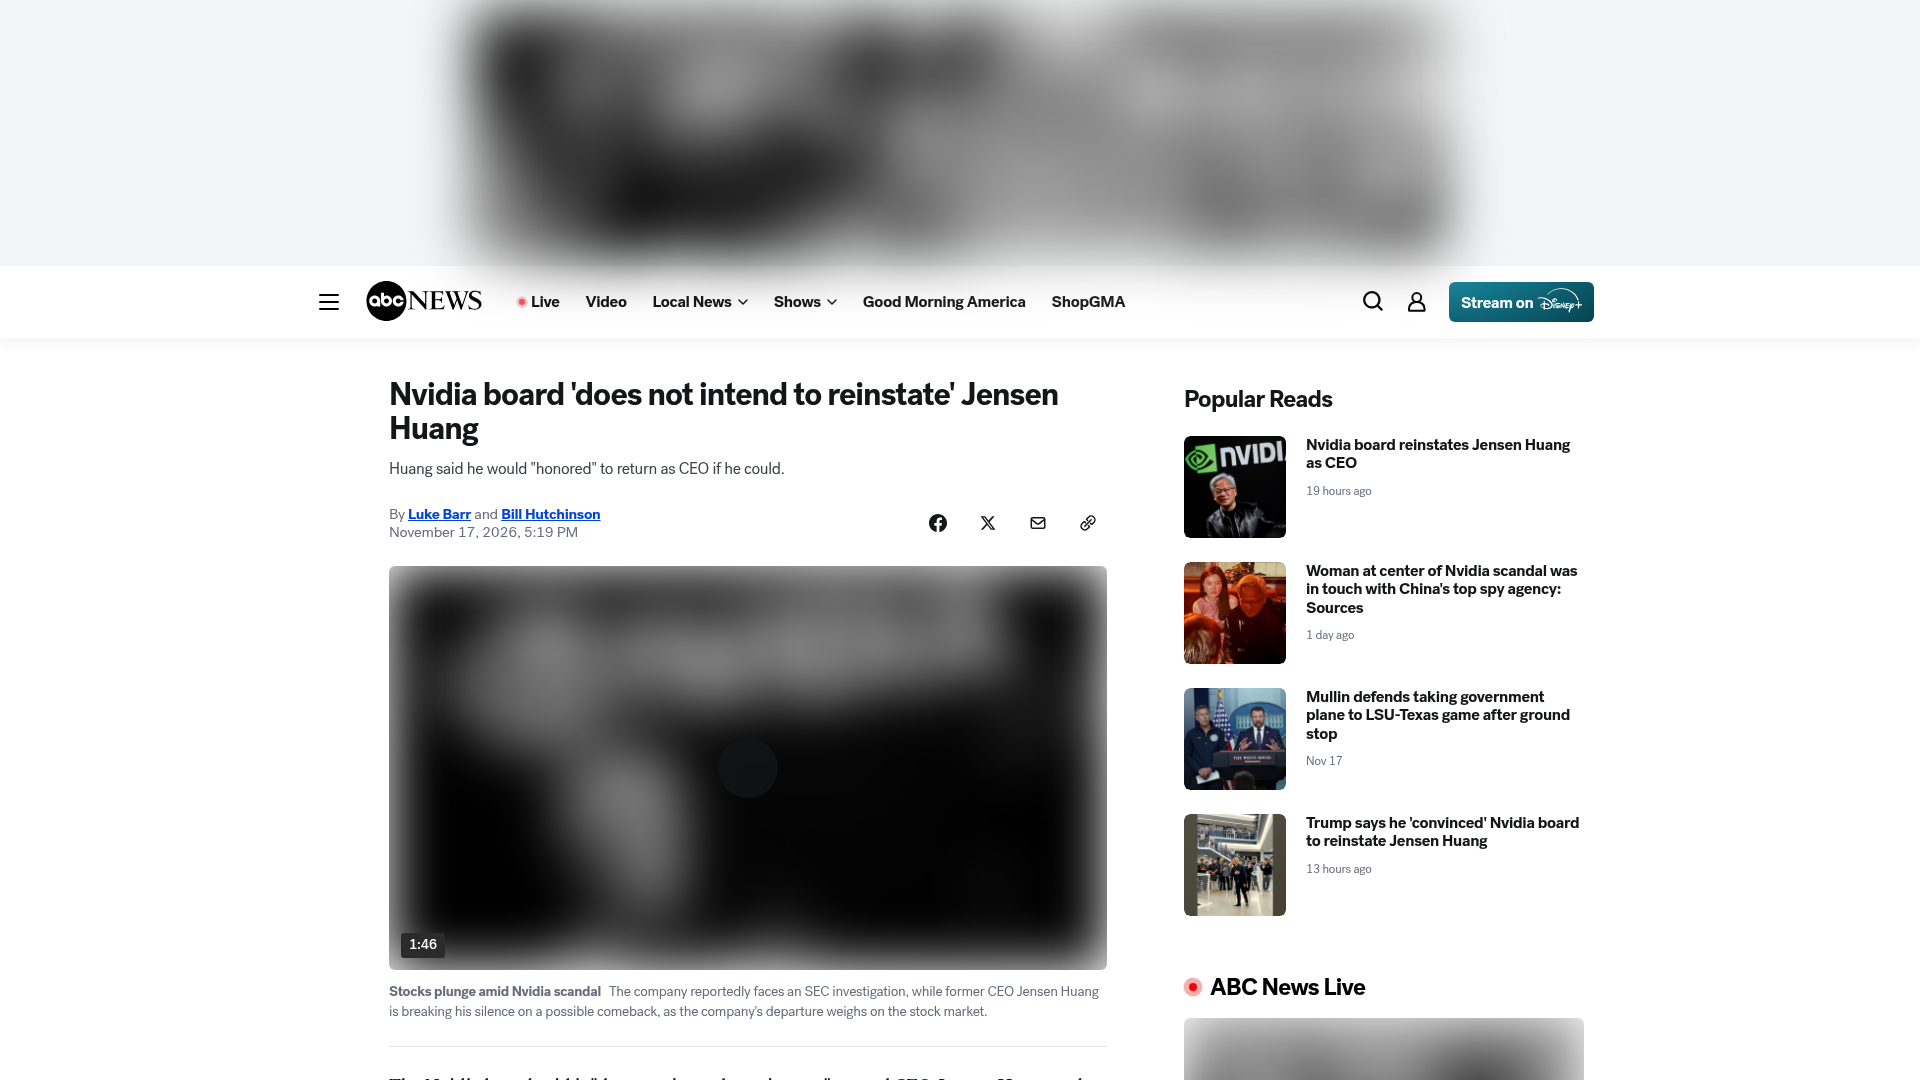 abc NEWS
Live
Video
Local News
Shows
Good Morning America
ShopGMA
Stream on Disney+
Nvidia board 'does not intend to reinstate' Jensen
Huang
Huang said he would "honored" to return as CEO if he could.
By Luke Barr and Bill Hutchinson
November 17, 2026, 5:19 PM
1:46
Stocks plunge amid Nvidia scandal The company reportedly faces an SEC investigation, while former CEO Jensen Huang
is breaking his silence on a possible comeback, as the company's departure weighs on the stock market.
Popular Reads
NVIDI
Nvidia board reinstates Jensen Huang
as CEO
19 hours ago
Woman at center of Nvidia scandal was
in touch with China's top spy agency:
Sources
1 day ago
THE WHITE HOUSE
Mullin defends taking government
plane to LSU-Texas game after ground
stop
Nov 17
Trump says he 'convinced' Nvidia board
to reinstate Jensen Huang
13 hours ago
ABC News Live